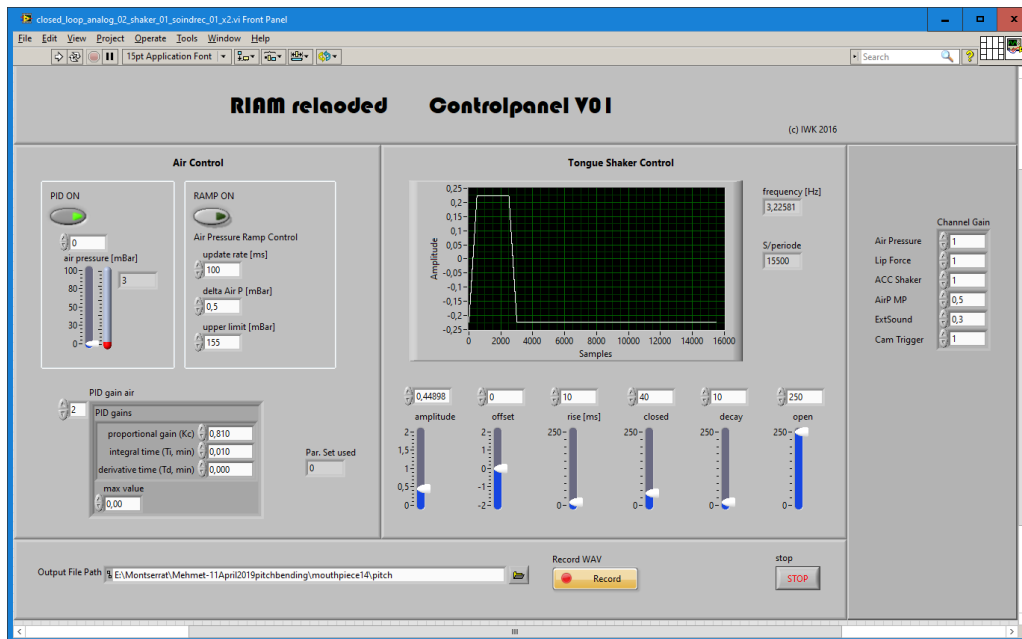 closed_loop_analog_02_shaker_01_soindrec_01_x2.vi Front Panel
File Edit View Project Operate Tools Window Help
15pt Application Font
Search
RIAM relaoded Controlpanel V01
(c) IWK 2016
Air Control
PID ON
0
air pressure [mBar]
100-
80-
50-
30-
0-
3
RAMP ON
Air Pressure Ramp Control
update rate [ms]
100
delta Air P [mBar]
0,5
upper limit [mBar]
155
PID gain air
2
PID gains
proportional gain (Kc) 0,810
integral time (Ti, min) 0,010
derivative time (Td, min) 0,000
max value
0,00
Par. Set used
0
Tongue Shaker Control
Amplitude
0,25-
0,2-
0,15-
0,1-
0,05-
0-
-0,05-
-0,1-
-0,15-
-0,2-
-0,25-
0 2000 4000 6000 8000 10000 12000 14000 16000
Samples
frequency [Hz]
3,22581
S/periode
15500
0,44898 0 10 40 10 250
amplitude offset rise [ms] closed decay open
2- 2- 250- 250- 250- 250-
1,5- 1-
1- 0-
0,5- -1-
0- -2- 0- 0- 0- 0-
Channel Gain
Air Pressure 1
Lip Force 1
ACC Shaker 1
AirP MP 0,5
ExtSound 0,3
Cam Trigger 1
Output File Path E:\Montserrat\Mehmet-11April2019pitchbending\mouthpiece14\pitch
Record WAV
Record
stop
STOP